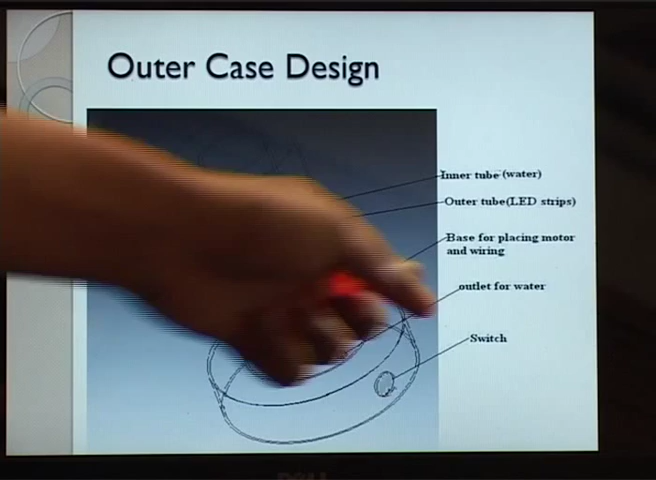 Outer Case Design
Inner tube (water)
Outer tube(LED strips)
Base for placing motor
and wiring
outlet for water
Switch